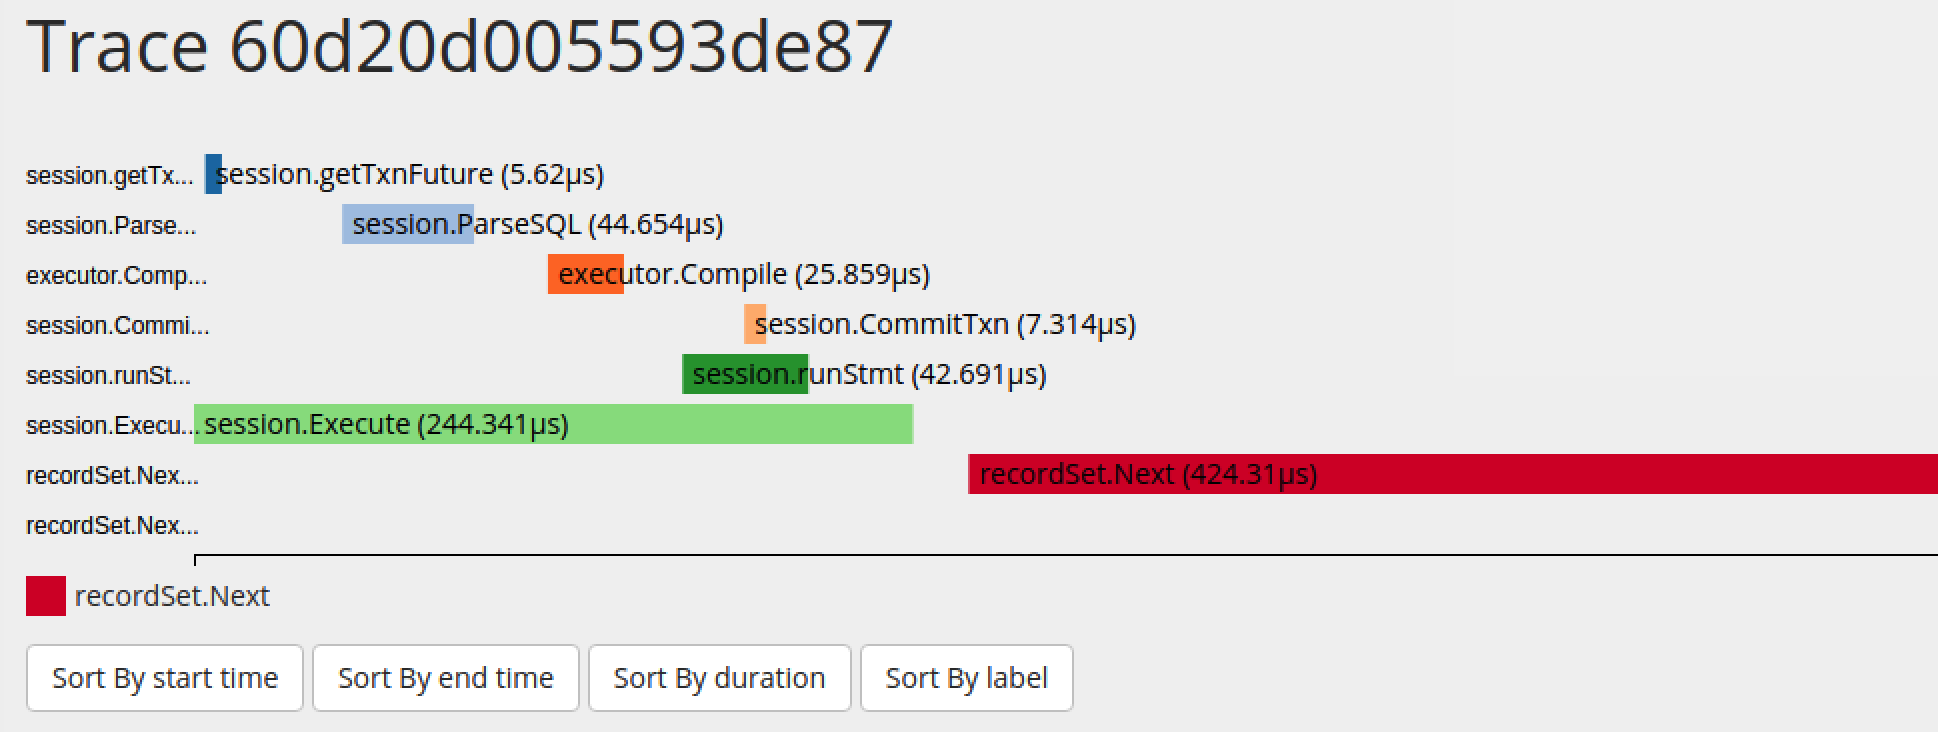 Trace 60d20d005593de87
session.getTx... session.getTxnFuture (5.62µs)
session.Parse... session.ParseSQL (44.654µs)
executor.Comp... executor.Compile (25.859µs)
session.Commi... session.CommitTxn (7.314µs)
session.runSt... session.runStmt (42.691µs)
session.Execu... session.Execute (244.341µs)
recordSet.Nex... recordSet.Next (424.31µs)
recordSet.Nex...
recordSet.Next
Sort By start time Sort By end time Sort By duration Sort By label